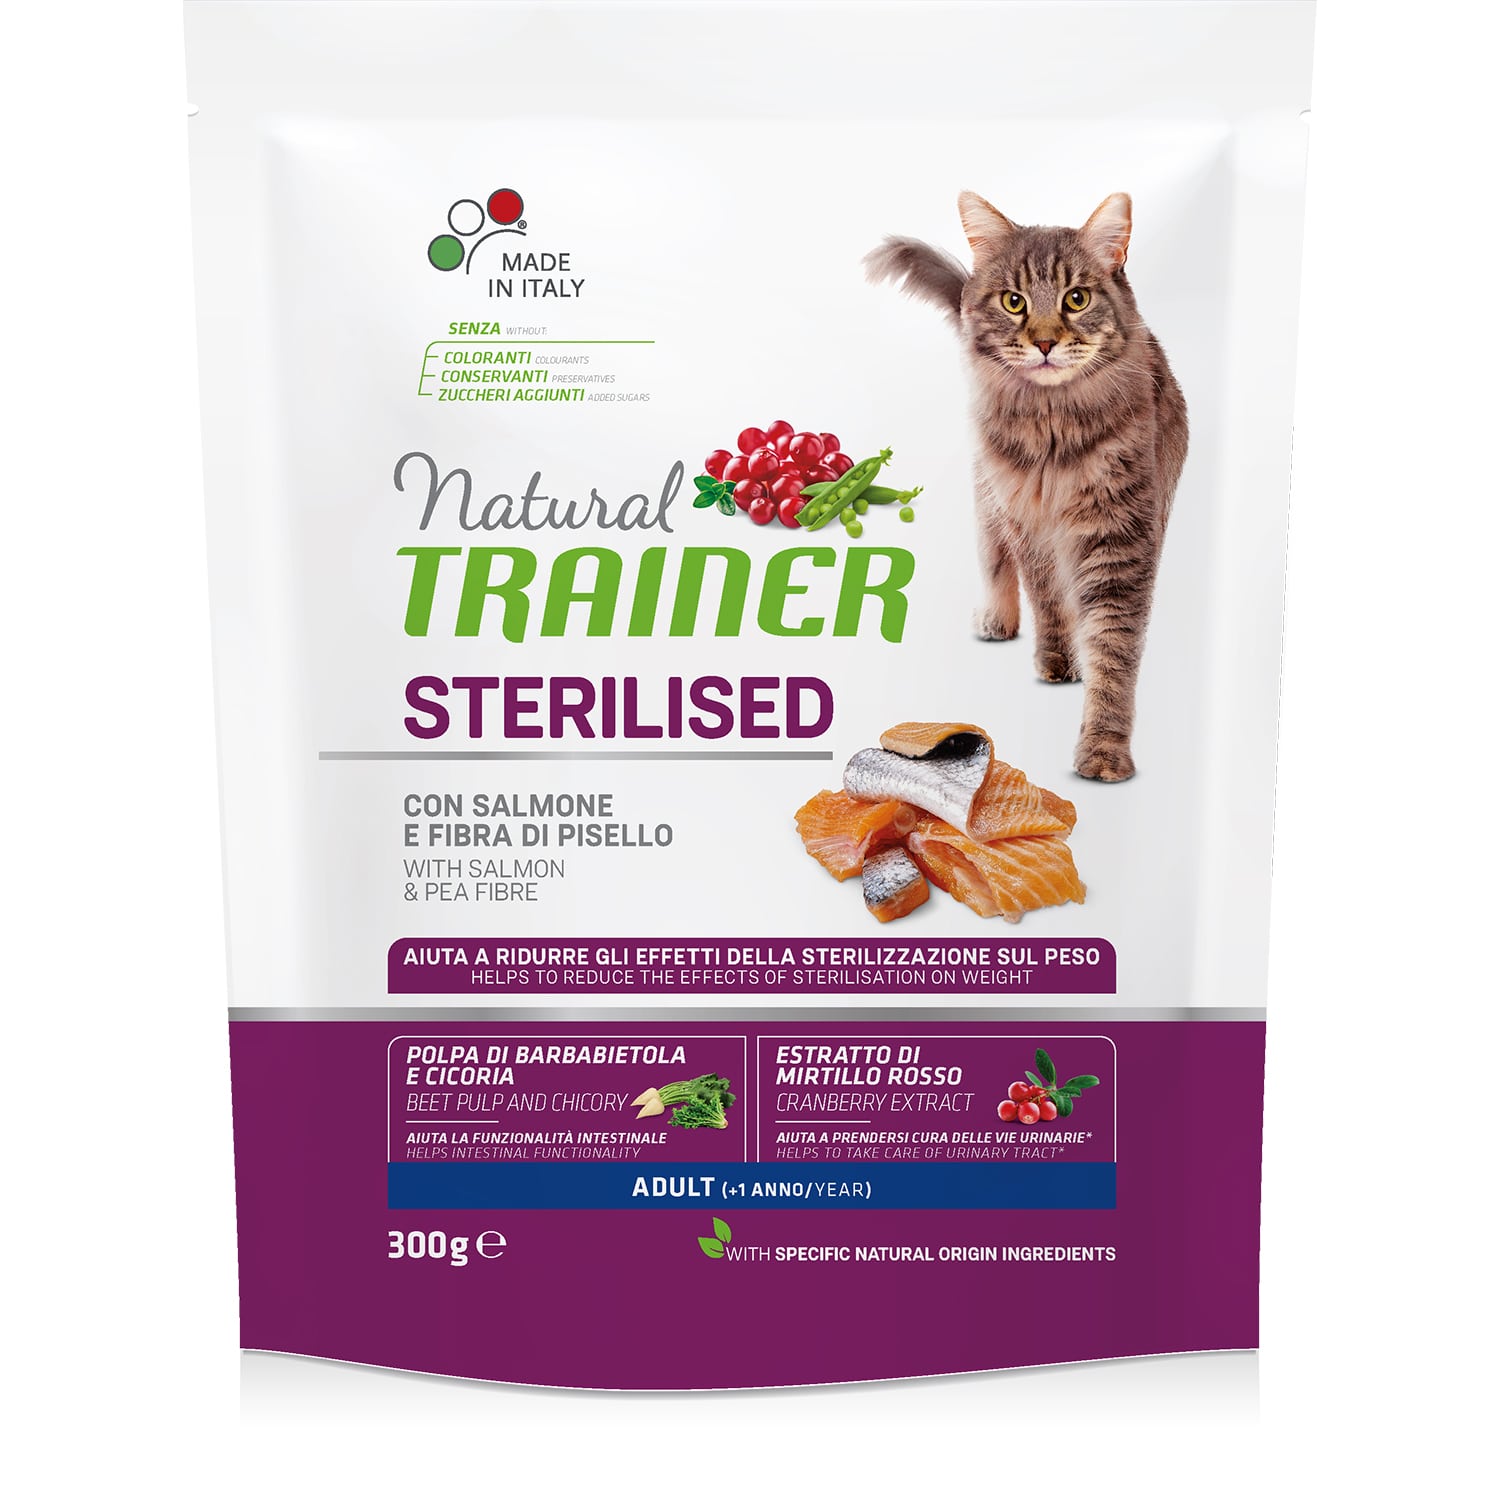 MADE
IN ITALY
SENZA WITHOUT:
COLORANTI COLOURANTS
CONSERVANTI PRESERVATIVES
ZUCCHERI AGGIUNTI ADDED SUGARS
Natural
TRAINER
STERILISED
CON SALMONE
E FIBRA DI PISELLO
WITH SALMON
& PEA FIBRE
AIUTA A RIDURRE GLI EFFETTI DELLA STERILIZZAZIONE SUL PESO
HELPS TO REDUCE THE EFFECTS OF STERILISATION ON WEIGHT
POLPA DI BARBABIETOLA
E CICORIA
BEET PULP AND CHICORY
AIUTA LA FUNZIONALITÀ INTESTINALE
HELPS INTESTINAL FUNCTIONALITY
ESTRATTO DI
MIRTILLO ROSSO
CRANBERRY EXTRACT
AIUTA A PRENDERSI CURA DELLE VIE URINARIE*
HELPS TO TAKE CARE OF URINARY TRACT*
ADULT (+1 ANNO/YEAR)
300g ℮
WITH SPECIFIC NATURAL ORIGIN INGREDIENTS